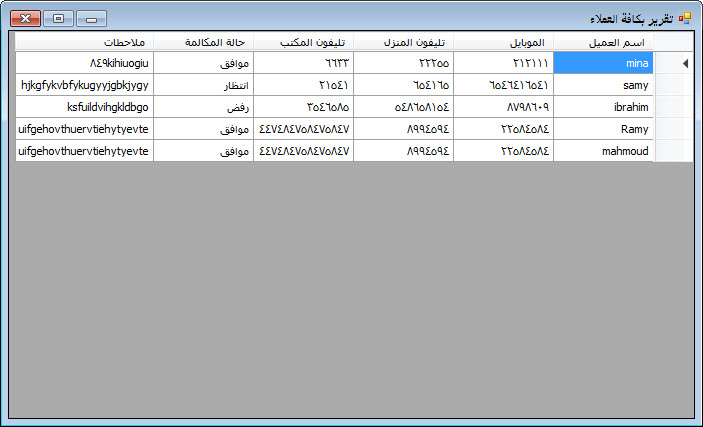 تقرير بكافة العملاء
اسم العميل الموبايل تليفون المنزل تليفون المكتب حالة المكالمة ملاحظات
mina ٢١٢١١١ ٢٢٢٥٥ ٦٦٣٣ موافق ٨٤٩kihiuogiu
samy ٦٥٤٦٤١٦٥٤١ ٦٥٤١٦٥ ٢١٥٤١ انتظار hjkgfykvbfykugyyjgbkjygy
ibrahim ٨٧٩٨٦٠٩ ٥٤٨٦٥٨١٥٤ ٣٥٤٦٥٨٥ رفض ksfuildvihgkldbgo
Ramy ٢٢٥٨٤٥٨٤ ٨٩٩٤٥٩٤ ٤٤٧٤٨٤٧٥٨٤٧٥٨٤٧ موافق uifgehovthuervtiehytyevte
mahmoud ٢٢٥٨٤٥٨٤ ٨٩٩٤٥٩٤ ٤٤٧٤٨٤٧٥٨٤٧٥٨٤٧ موافق uifgehovthuervtiehytyevte